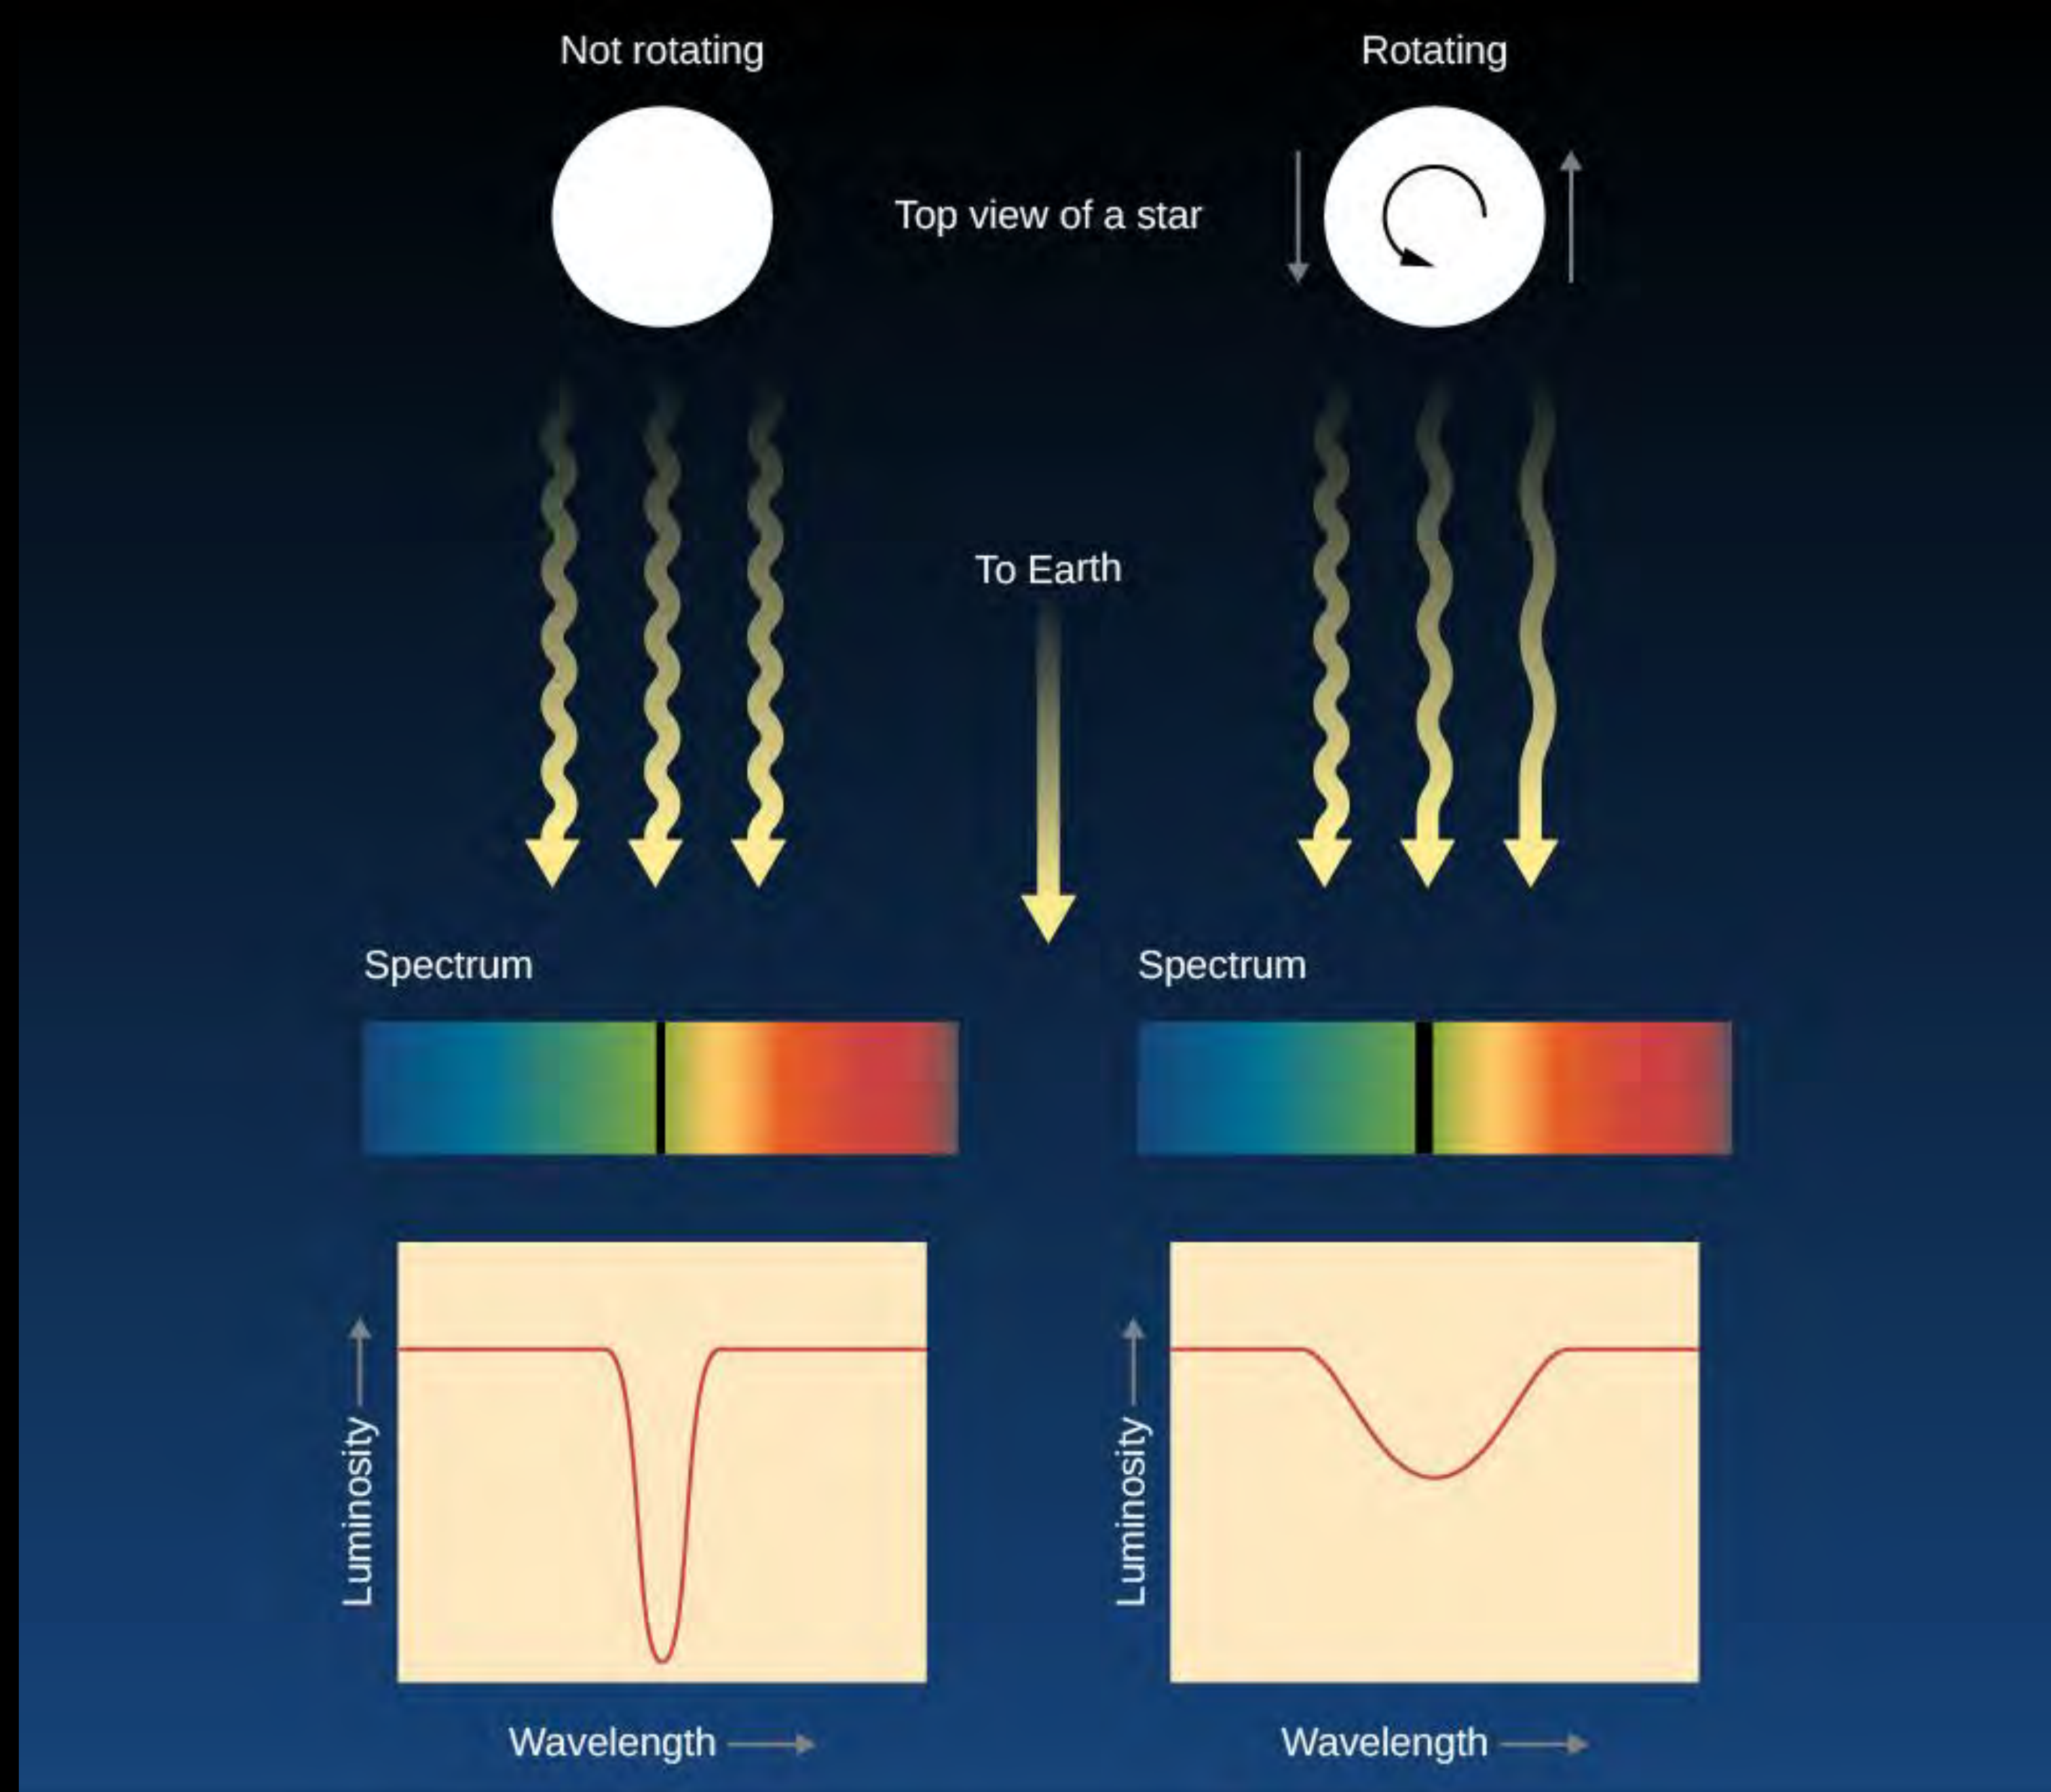 Not rotating
Rotating
Top view of a star
To Earth
Spectrum
Spectrum
Luminosity
Luminosity
Wavelength
Wavelength